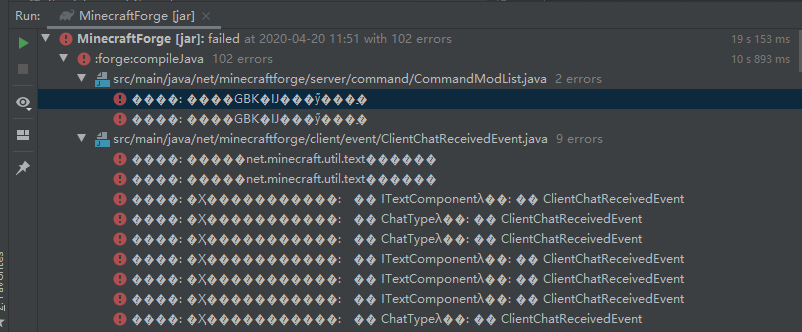 Run: MinecraftForge [jar] ×
MinecraftForge [jar]: failed at 2020-04-20 11:51 with 102 errors 19 s 153 ms
:forge:compileJava 102 errors 10 s 893 ms
src/main/java/net/minecraftforge/server/command/CommandModList.java 2 errors
����: ����GBK�Ĳ���ӳ���ַ�
����: ����GBK�Ĳ���ӳ���ַ�
src/main/java/net/minecraftforge/client/event/ClientChatReceivedEvent.java 9 errors
����: �����net.minecraft.util.text������
����: �����net.minecraft.util.text������
����: �Ҳ�����������: �� ITextComponentλ��: �� ClientChatReceivedEvent
����: �Ҳ�����������: �� ChatTypeλ��: �� ClientChatReceivedEvent
����: �Ҳ�����������: �� ChatTypeλ��: �� ClientChatReceivedEvent
����: �Ҳ�����������: �� ITextComponentλ��: �� ClientChatReceivedEvent
����: �Ҳ�����������: �� ITextComponentλ��: �� ClientChatReceivedEvent
����: �Ҳ�����������: �� ITextComponentλ��: �� ClientChatReceivedEvent
����: �Ҳ�����������: �� ChatTypeλ��: �� ClientChatReceivedEvent
2: Favorites